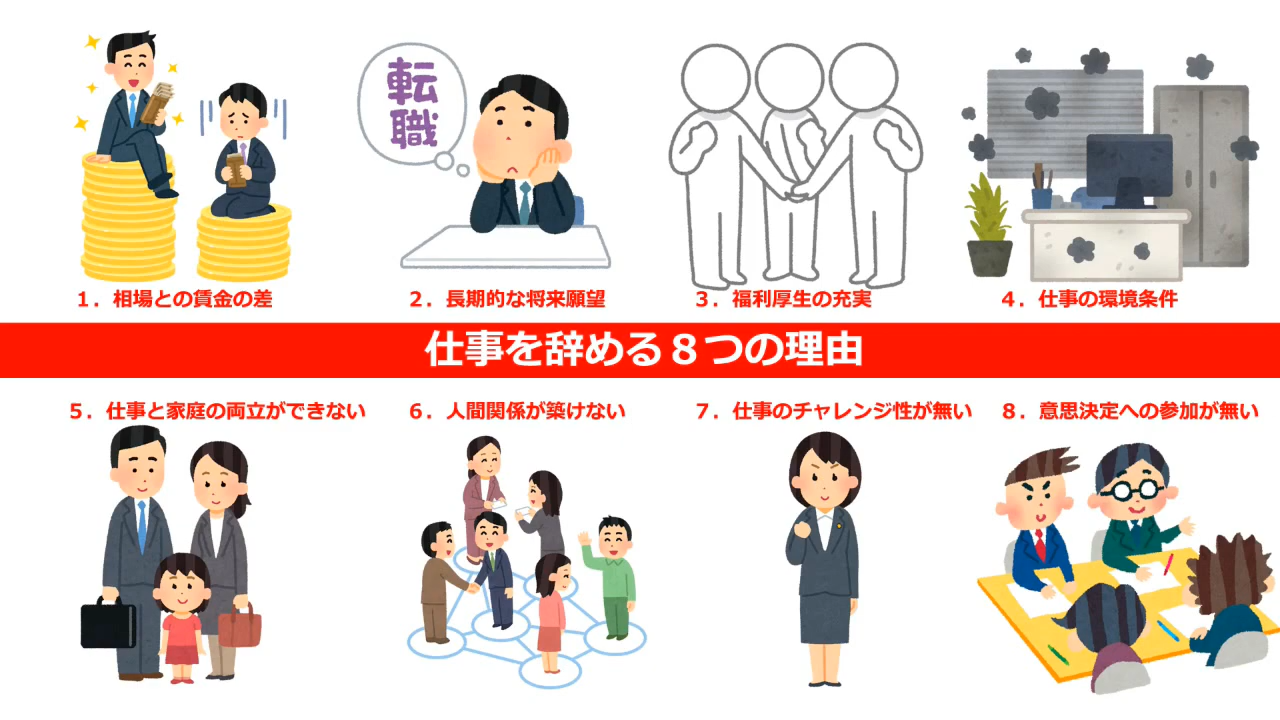 転
職
１．相場との賃金の差
２．長期的な将来願望
３．福利厚生の充実
４．仕事の環境条件
仕事を辞める８つの理由
５．仕事と家庭の両立ができない
６．人間関係が築けない
７．仕事のチャレンジ性が無い
８．意思決定への参加が無い